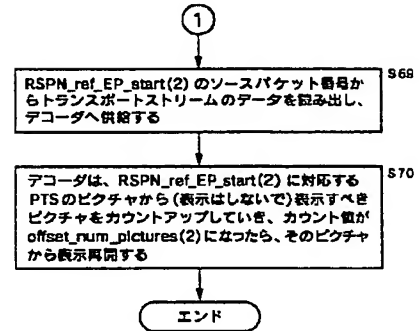 1
RSPN_ref_EP_start(2) のソースパケット番号か
らトランスポートストリームのデータを読み出し、
デコーダへ供給する
S69
デコーダは、RSPN_ref_EP_start(2) に対応する
PTSのピクチャから(表示はしないで)表示すべき
ピクチャをカウントアップしていき、カウント値が
offset_num_pictures(2)になったら、そのピクチャ
から表示再開する
S70
エンド